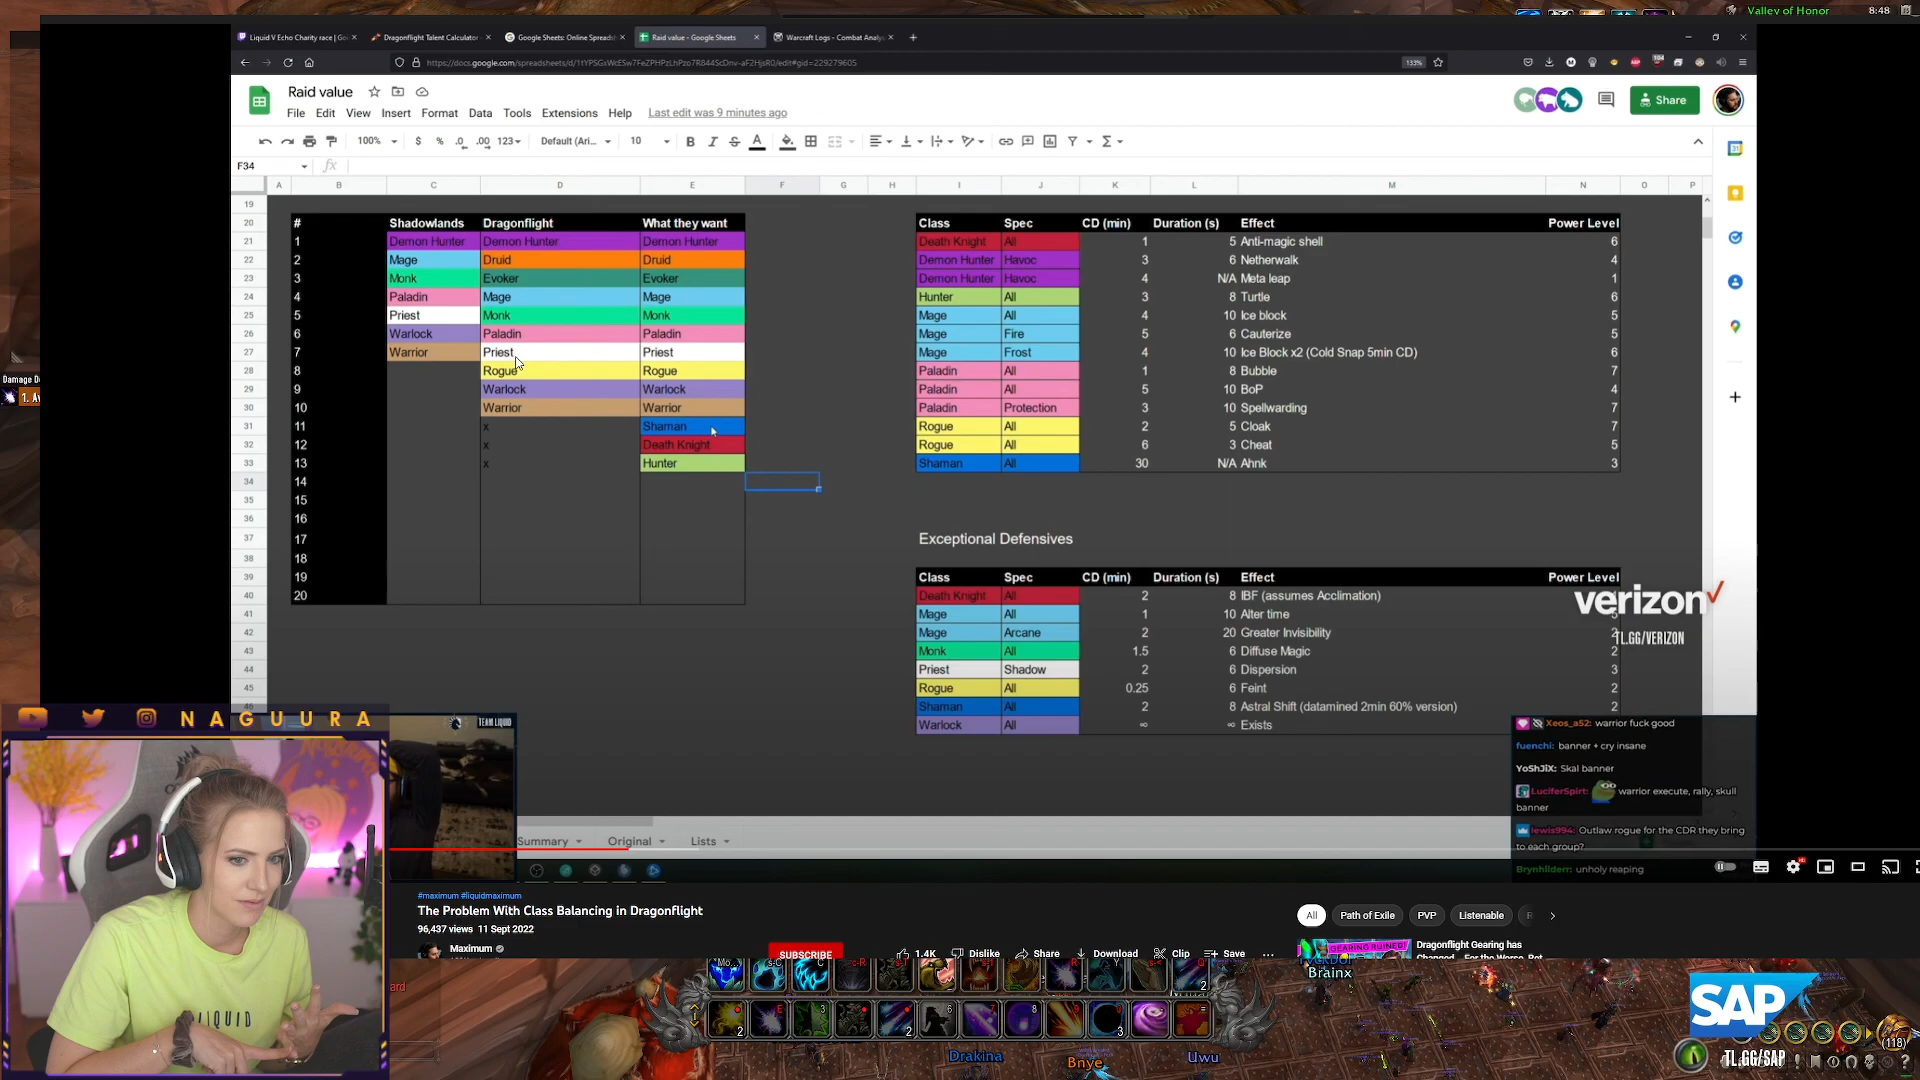 Valley of Honor 8:48
Liquid V Echo Charity race | Go
Dragonflight Talent Calculator
Google Sheets: Online Spreadsh
Raid value - Google Sheets
Warcraft Logs - Combat Analy
133%
Raid value
File Edit View Insert Format Data Tools Extensions Help Last edit was 9 minutes ago
Share
100% $ % .0 .00 123 Default (Ari... 10
F34
A B C D E F G H I J K L M N O P
# Shadowlands Dragonflight What they want
1 Demon Hunter Demon Hunter Demon Hunter
2 Mage Druid Druid
3 Monk Evoker Evoker
4 Paladin Mage Mage
5 Priest Monk Monk
6 Warlock Paladin Paladin
7 Warrior Priest Priest
8 Rogue Rogue
9 Warlock Warlock
10 Warrior Warrior
11 x Shaman
12 x Death Knight
13 x Hunter
14
15
16
17
18
19
20
Class Spec CD (min) Duration (s) Effect Power Level
Death Knight All 1 5 Anti-magic shell 6
Demon Hunter Havoc 3 6 Netherwalk 4
Demon Hunter Havoc 4 N/A Meta leap 1
Hunter All 3 8 Turtle 6
Mage All 4 10 Ice block 5
Mage Fire 5 6 Cauterize 5
Mage Frost 4 10 Ice Block x2 (Cold Snap 5min CD) 6
Paladin All 1 8 Bubble 7
Paladin All 5 10 BoP 4
Paladin Protection 3 10 Spellwarding 7
Rogue All 2 5 Cloak 7
Rogue All 6 3 Cheat 5
Shaman All 30 N/A Ahnk 3
Exceptional Defensives
Class Spec CD (min) Duration (s) Effect Power Level
Death Knight All 2 8 IBF (assumes Acclimation)
Mage All 1 10 Alter time
Mage Arcane 2 20 Greater Invisibility 2
Monk All 1.5 6 Diffuse Magic 2
Priest Shadow 2 6 Dispersion 3
Rogue All 0.25 6 Feint 2
Shaman All 2 8 Astral Shift (datamined 2min 60% version) 2
Warlock All ∞ ∞ Exists
verizon
TL.GG/VERIZON
Summary Original Lists
NAGUURA
TEAM LIQUID
LIQUID
Xeos_a52: warrior fuck good
fuenchi: banner + cry insane
YoShJiX: Skal banner
LuciferSpirt: warrior execute, rally, skull
banner
lewis994: Outlaw rogue for the CDR they bring
to each group?
Brynhilderr: unholy reaping
#maximum #liquidmaximum
The Problem With Class Balancing in Dragonflight
96,437 views 11 Sept 2022
Maximum
SUBSCRIBE
1.4K Dislike Share Download Clip Save ...
All Path of Exile PVP Listenable
GEARING RUINED!
Dragonflight Gearing has
Changed... For the Worse, Bet
Brainx
Drakina
Bnye
Uwu
SAP
TL.GG/SAP
(118)